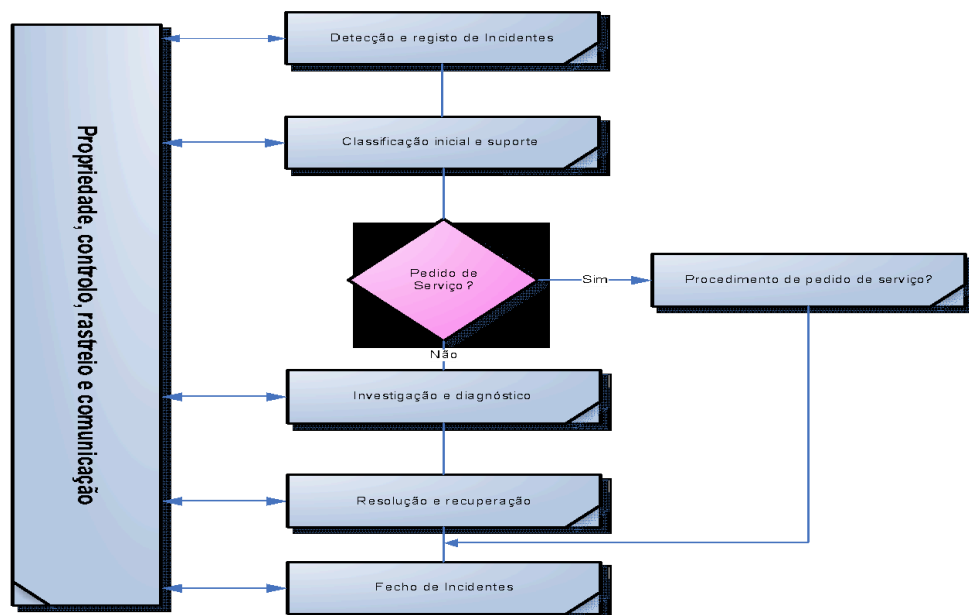 Propriedade, controlo, rastreio e comunicação
Detecção e registo de Incidentes
Classificação inicial e suporte
Pedido de
Serviço?
Sim
Procedimento de pedido de serviço?
Não
Investigação e diagnóstico
Resolução e recuperação
Fecho de Incidentes